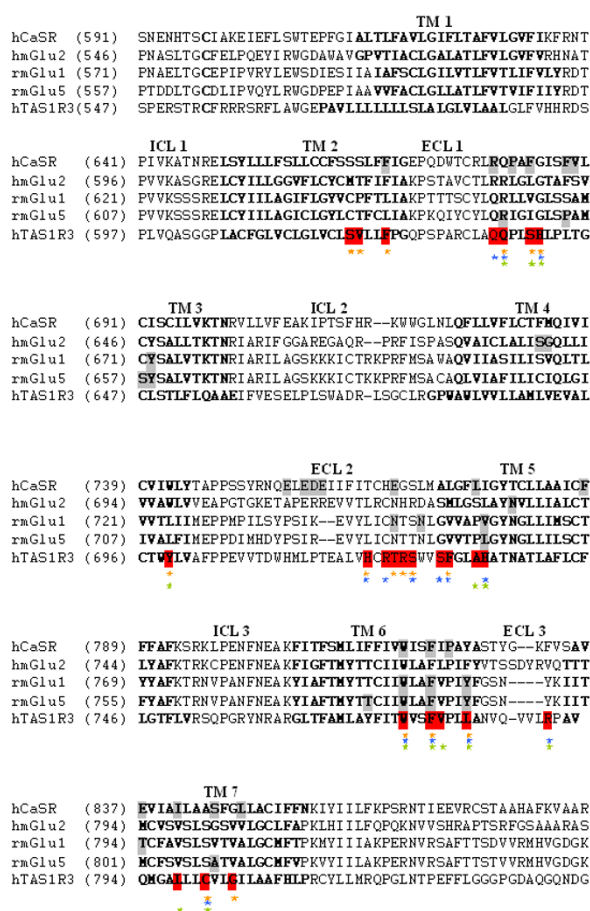 TM 1
hCaSR (591) SNENHTSCIAKEIEFLSWTEPFGIALTLFAVLGIFLTAFVLGVFIKFRNT
hmGlu2 (546) PNASLTGCFELPQEYIRWGDAWAVGPVTIACLGALATLFVLGVFVRHNAT
rmGlu1 (571) PNAELTGCEPIPVRYLEWSDIESIIAIAFSCLGILVTLFVTLIFVLYRDT
rmGlu5 (557) PTDDLTGCDLIPVQYLRWGDPEPIAAVVFACLGLLATLFVTVIFIIYRDT
hTAS1R3(547) SPERSTRCFRRRSRFLAWGEPAVLLLLLLLSLALGLVLAALGLFVHHRDS
ICL 1 TM 2 ECL 1
hCaSR (641) PIVKATNRELSYLLLFSLLCCFSSSLFFIGEPQDWTCRLRQPAFGISFVL
hmGlu2 (596) PVVKASGRELCYILLGGVFLCYCMTFIFIAKPSTAVCTLRRLGLGTAFSV
rmGlu1 (621) PVVKSSSRELCYIILAGIFLGYVCPFTLIAKPTTTSCYLQRLLVGLSSAM
rmGlu5 (607) PVVKSSSRELCYIILAGICLGYLCTFCLIAKPKQIYCYLQRIGIGLSPAM
hTAS1R3 (597) PLVQASGGPLACFGLVCLGLVCLSVLLFPGQPSPARCLAQQPLSHLPLTG
TM 3 ICL 2 TM 4
hCaSR (691) CISCILVKTNRVLLVFEAKIPTSFHR--KWWGLNLQFLLVFLCTFMQIVI
hmGlu2 (646) CYSALLTKTNRIARIFGGAREGAQR--PRFISPASQVAICLALISGQLLI
rmGlu1 (671) CYSALVTKTNRIARILAGSKKKICTRKPRFMSAWAQVIIASILISVQLTL
rmGlu5 (657) SYSALVTKTNRIARILAGSKKKICTKKPRFMSACAQLVIAFILICIQLGI
hTAS1R3 (647) CLSTLFLQAAEIFVESELPLSWADR-LSGCLRGPWAWLVVLLAMLVEVAL
ECL 2 TM 5
hCaSR (739) CVIWLYTAPPSSYRNQELEDEIIFITCHEGSLMALGFLIGYTCLLAAICF
hmGlu2 (694) VVAWLVVEAPGTGKETAPERREVVTLRCNHRDASMLGSLAYNVLLIALCT
rmGlu1 (721) VVTLIIMEPPMPILSYPSIK--EVYLICNTSNLGVVAPVGYNGLLIMSCT
rmGlu5 (707) IVALFIMEPPDIMHDYPSIR--EVYLICNTTNLGVVTPLGYNGLLILSCT
hTAS1R3 (696) CTWYLVAFPPEVVTDWHMLPTEALVHCRTRSWVSFGLAHATNATLAFLCF
ICL 3 TM 6 ECL 3
hCaSR (789) FFAFKSRKLPENFNEAKFITFSMLIFFIVWISFIPAYASTYG--KFVSAV
hmGlu2 (744) LYAFKTRKCPENFNEAKFIGFTMYTTCIIWLAFLPIFYVTSSDYRVQTTT
rmGlu1 (769) YYAFKTRNVPANFNEAKYIAFTMYTTCIIWLAFVPIYFGSN----YKIIT
rmGlu5 (755) FYAFKTRNVPANFNEAKYIAFTMYTTCIIWLAFVPIYFGSN----YKIIT
hTAS1R3 (746) LGTFLVRSQPGRYNRARGLTFAMLAYFITWVSFVPLLANVQ-VVLRPAV
TM 7
hCaSR (837) EVIAILAASFGLLACIFFNKIYIILFKPSRNTIEEVRCSTAAHAFKVAAR
hmGlu2 (794) MCVSVSLSGSVVLGCLFAPKLHIILFQPQKNVVSHRAPTSRFGSAAARAS
rmGlu1 (794) TCFAVSLSVTVALGCMFTPKMYIIIAKPERNVRSAFTTSDVVRMHVGDGK
rmGlu5 (801) MCFSVSLSATVALGCMFVPKVYIILAKPERNVRSAFTTSTVVRMHVGDGK
hTAS1R3 (794) QMGALLLCVLGILAAFHLPRCYLLMRQPGLNTPEFFLGGGPGDAQGQNDG